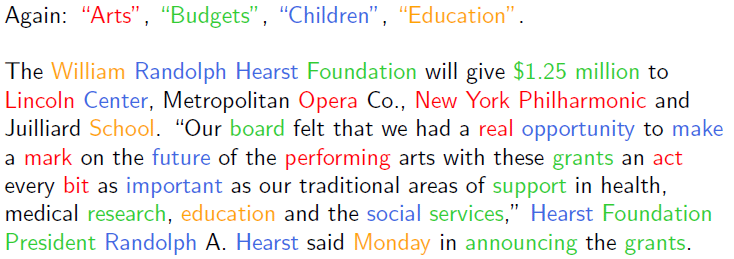 Again: “Arts”, “Budgets”, “Children”, “Education”.
The William Randolph Hearst Foundation will give $1.25 million to
Lincoln Center, Metropolitan Opera Co., New York Philharmonic and
Juilliard School. “Our board felt that we had a real opportunity to make
a mark on the future of the performing arts with these grants an act
every bit as important as our traditional areas of support in health,
medical research, education and the social services,” Hearst Foundation
President Randolph A. Hearst said Monday in announcing the grants.